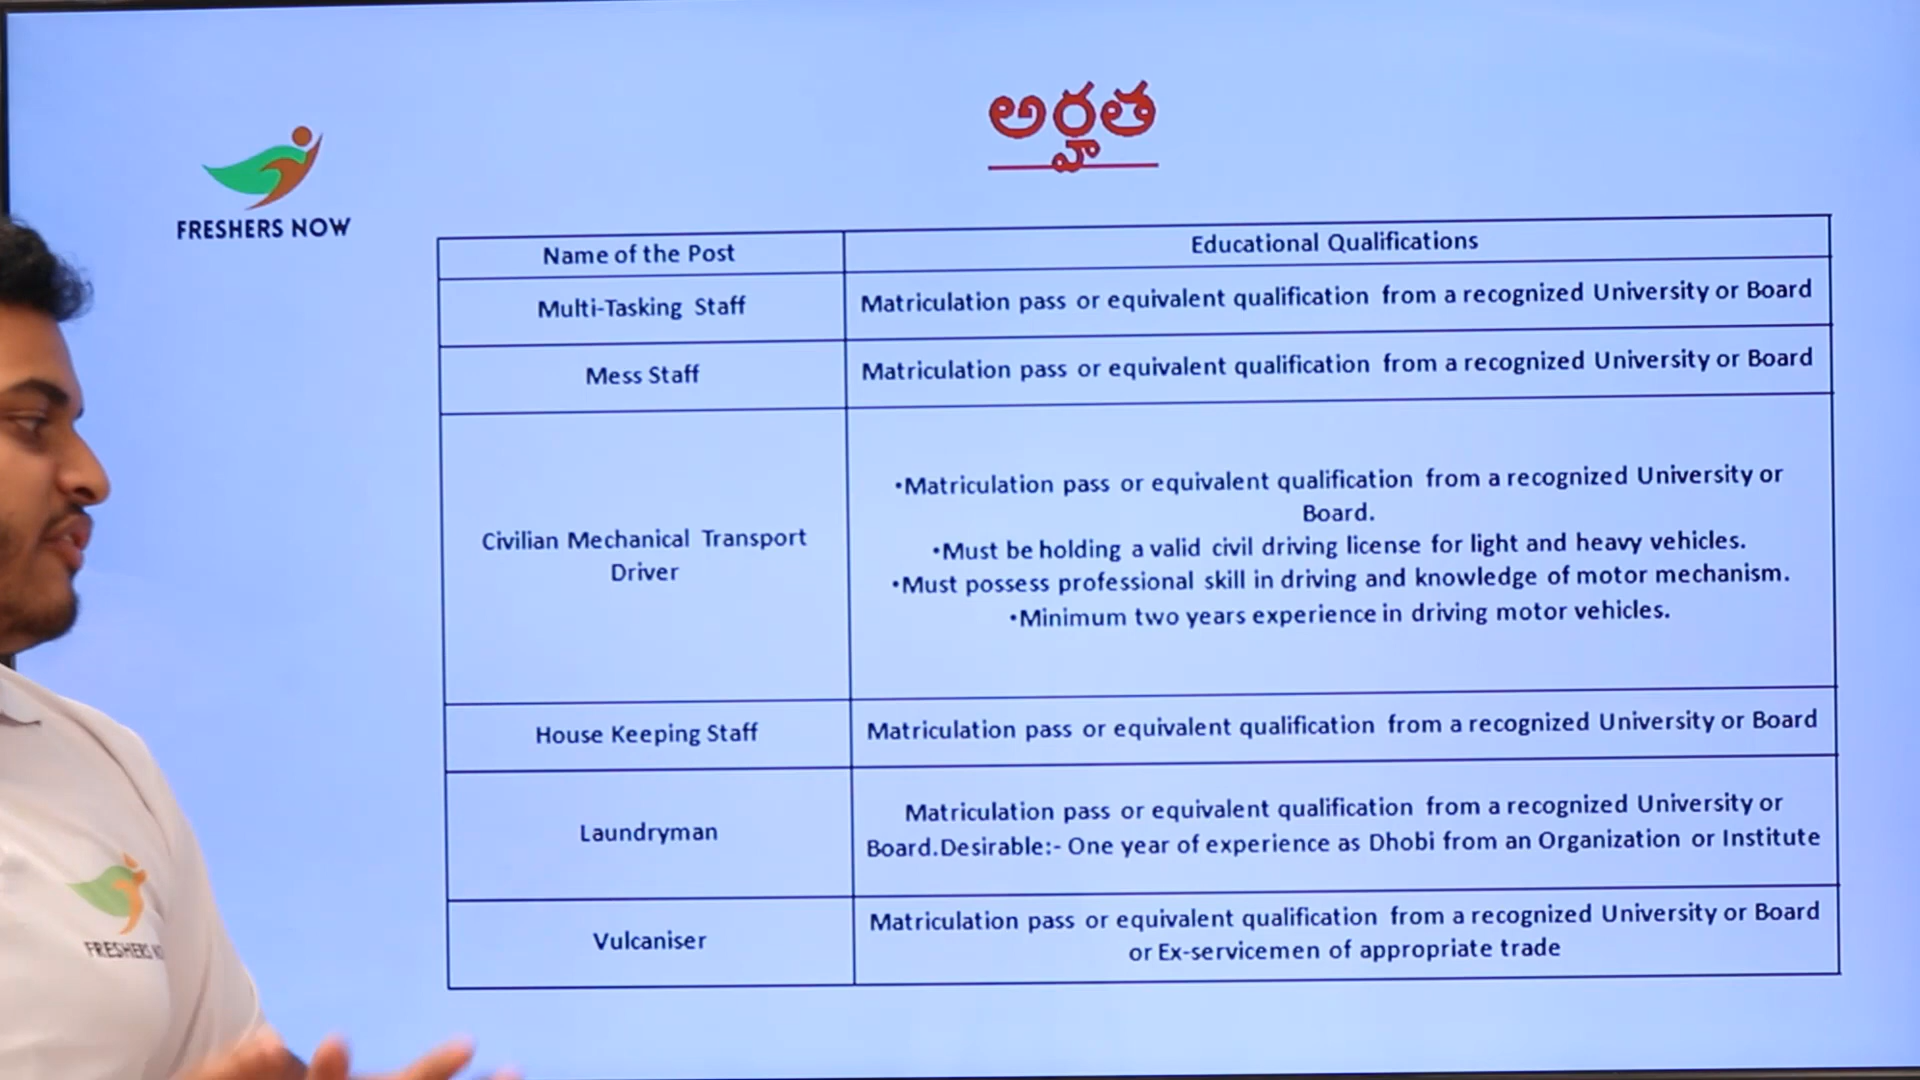 అర్హత
FRESHERS NOW
Name of the Post
Educational Qualifications
Multi-Tasking Staff
Matriculation pass or equivalent qualification from a recognized University or Board
Mess Staff
Matriculation pass or equivalent qualification from a recognized University or Board
Civilian Mechanical Transport
Driver
•Matriculation pass or equivalent qualification from a recognized University or
Board.
•Must be holding a valid civil driving license for light and heavy vehicles.
•Must possess professional skill in driving and knowledge of motor mechanism.
•Minimum two years experience in driving motor vehicles.
House Keeping Staff
Matriculation pass or equivalent qualification from a recognized University or Board
Laundryman
Matriculation pass or equivalent qualification from a recognized University or
Board.Desirable:- One year of experience as Dhobi from an Organization or Institute
Vulcaniser
Matriculation pass or equivalent qualification from a recognized University or Board
or Ex-servicemen of appropriate trade
FRESHERS